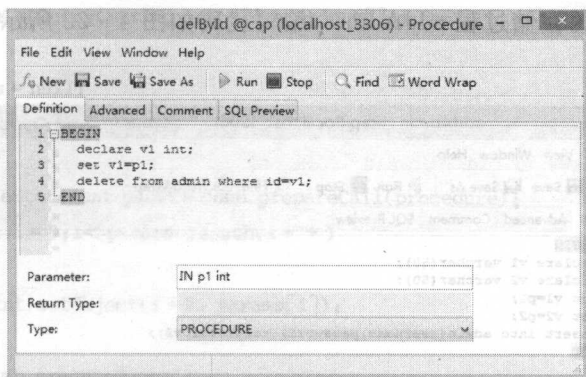 delById @cap (localhost_3306) - Procedure
File Edit View Window Help
New Save Save As Run Stop Find Word Wrap
Definition Advanced Comment SQL Preview
1 BEGIN
2 declare v1 int;
3 set v1=p1;
4 delete from admin where id=v1;
5 END
Parameter: IN p1 int
Return Type:
Type: PROCEDURE